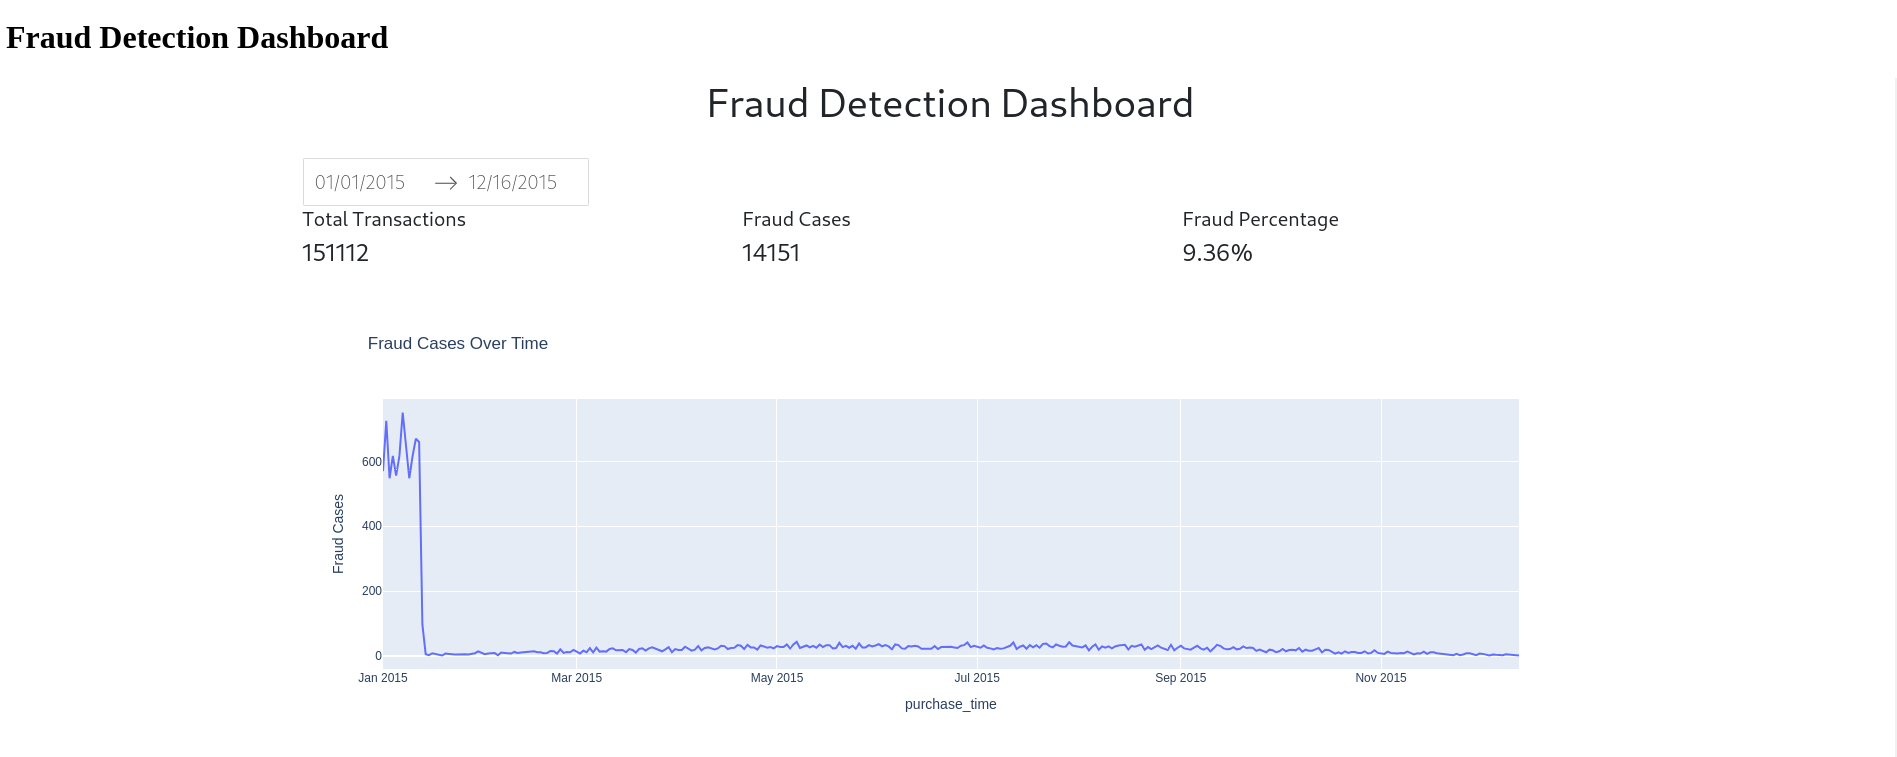 Fraud Detection Dashboard
Fraud Detection Dashboard
01/01/2015 → 12/16/2015
Total Transactions
151112
Fraud Cases
14151
Fraud Percentage
9.36%
Fraud Cases Over Time
Fraud Cases
600
400
200
0
Jan 2015 Mar 2015 May 2015 Jul 2015 Sep 2015 Nov 2015
purchase_time